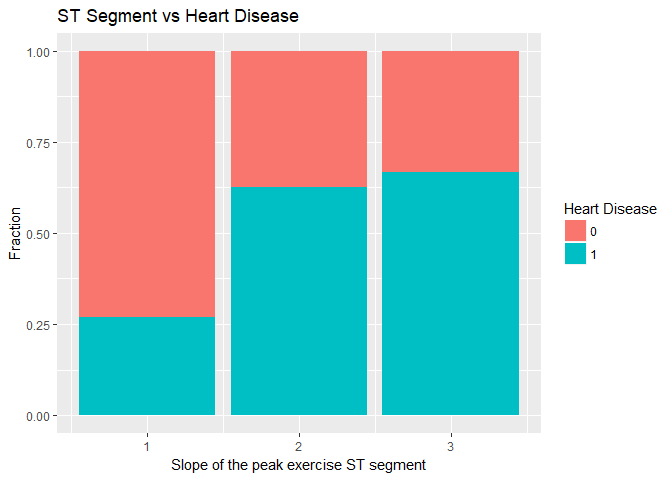 ST Segment vs Heart Disease
1.00
0.75
0.50
0.25
0.00
Fraction
1 2 3
Slope of the peak exercise ST segment
Heart Disease
0
1